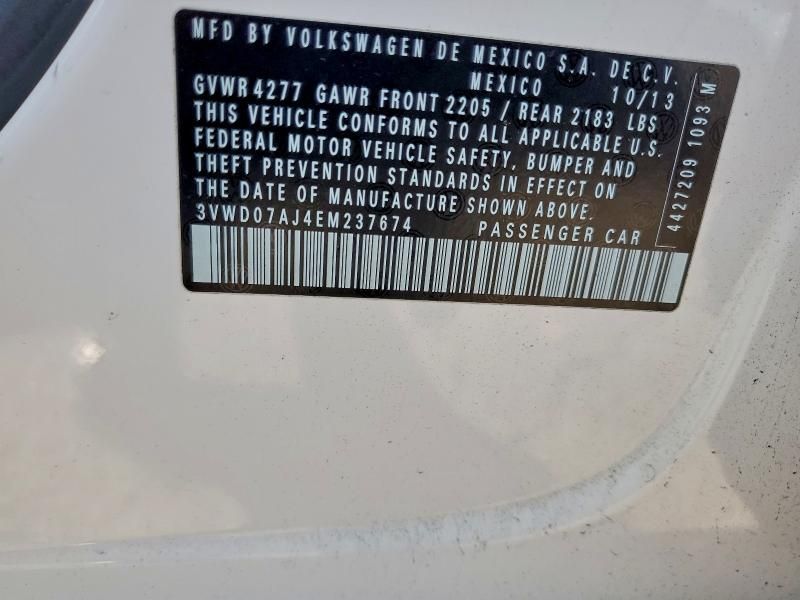 MFD BY VOLKSWAGEN DE MEXICO S.A. DE C.V.
MEXICO 10/13
GVWR 4277 GAWR FRONT 2205 / REAR 2183 LBS
THIS VEHICLE CONFORMS TO ALL APPLICABLE U.S.
FEDERAL MOTOR VEHICLE SAFETY, BUMPER AND
THEFT PREVENTION STANDARDS IN EFFECT ON
THE DATE OF MANUFACTURE SHOWN ABOVE.
3VWD07AJ4EM237674 PASSENGER CAR
4427209 1093 M